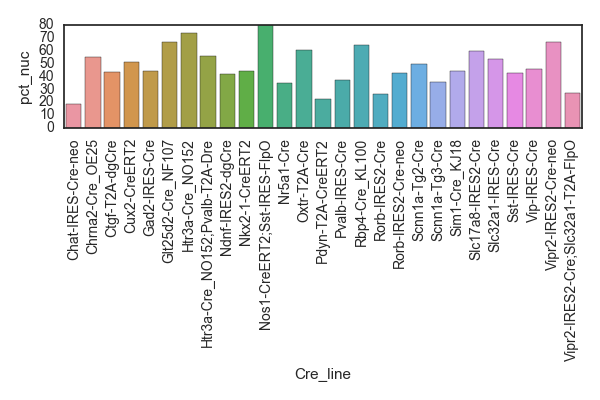 80
70
60
50
40
30
20
10
0
pct_nuc
Chat-IRES-Cre-neo
Chrna2-Cre_OE25
Ctgf-T2A-dgCre
Cux2-CreERT2
Gad2-IRES-Cre
Glt25d2-Cre_NF107
Htr3a-Cre_NO152
Htr3a-Cre_NO152;Pvalb-T2A-Dre
Ndnf-IRES2-dgCre
Nkx2-1-CreERT2
Nos1-CreERT2;Sst-IRES-FlpO
Nr5a1-Cre
Oxtr-T2A-Cre
Pdyn-T2A-CreERT2
Pvalb-IRES-Cre
Rbp4-Cre_KL100
Rorb-IRES2-Cre
Rorb-IRES2-Cre-neo
Scnn1a-Tg2-Cre
Scnn1a-Tg3-Cre
Sim1-Cre_KJ18
Slc17a8-IRES2-Cre
Slc32a1-IRES-Cre
Sst-IRES-Cre
Vip-IRES-Cre
Vipr2-IRES2-Cre-neo
Vipr2-IRES2-Cre;Slc32a1-T2A-FlpO
Cre_line